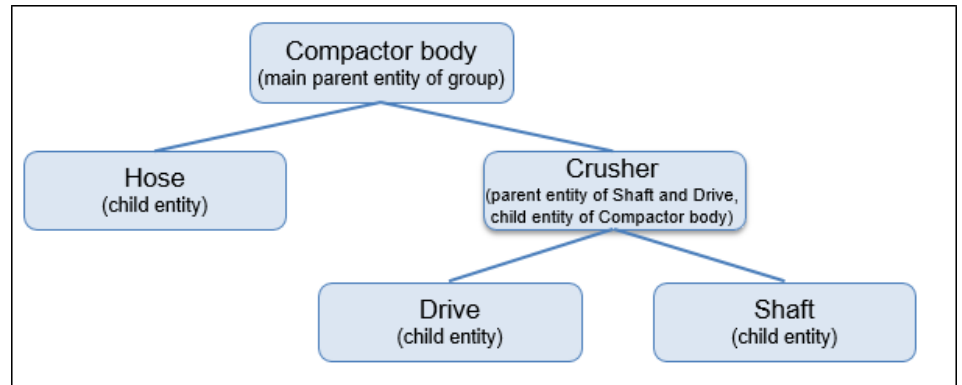 Compactor body
(main parent entity of group)
Hose
(child entity)
Crusher
(parent entity of Shaft and Drive,
child entity of Compactor body)
Drive
(child entity)
Shaft
(child entity)